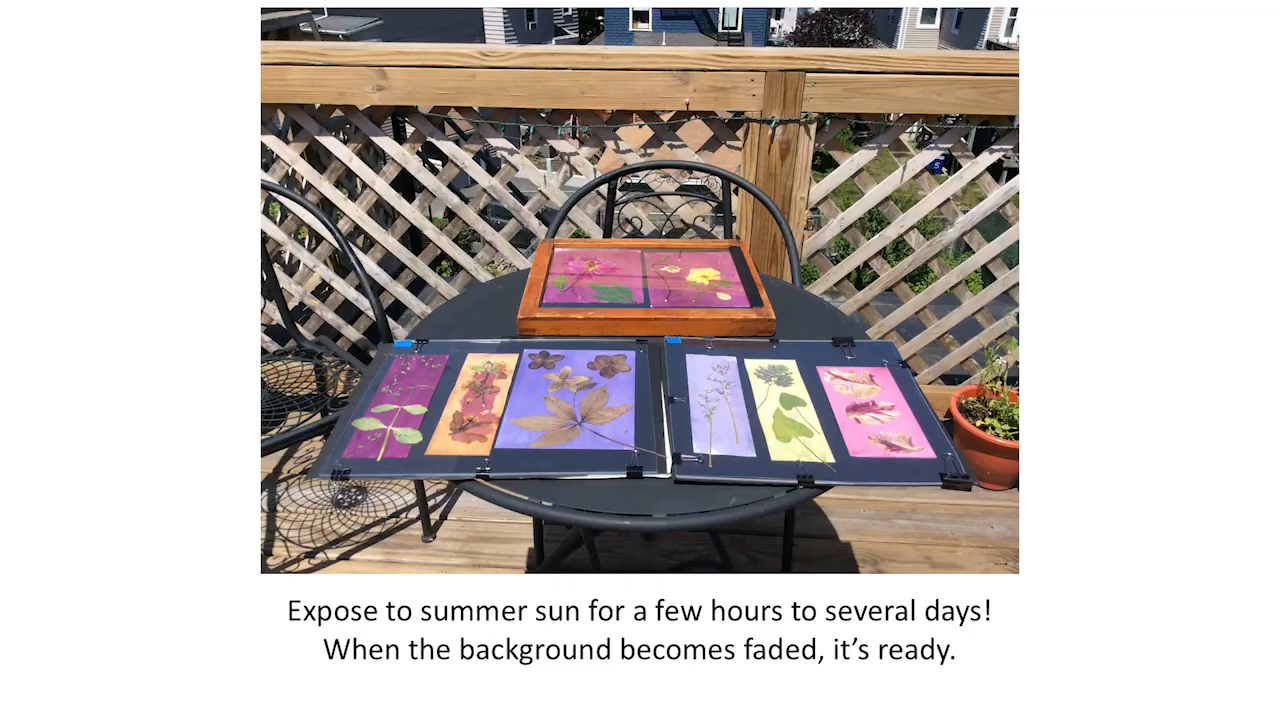 Expose to summer sun for a few hours to several days!
When the background becomes faded, it’s ready.